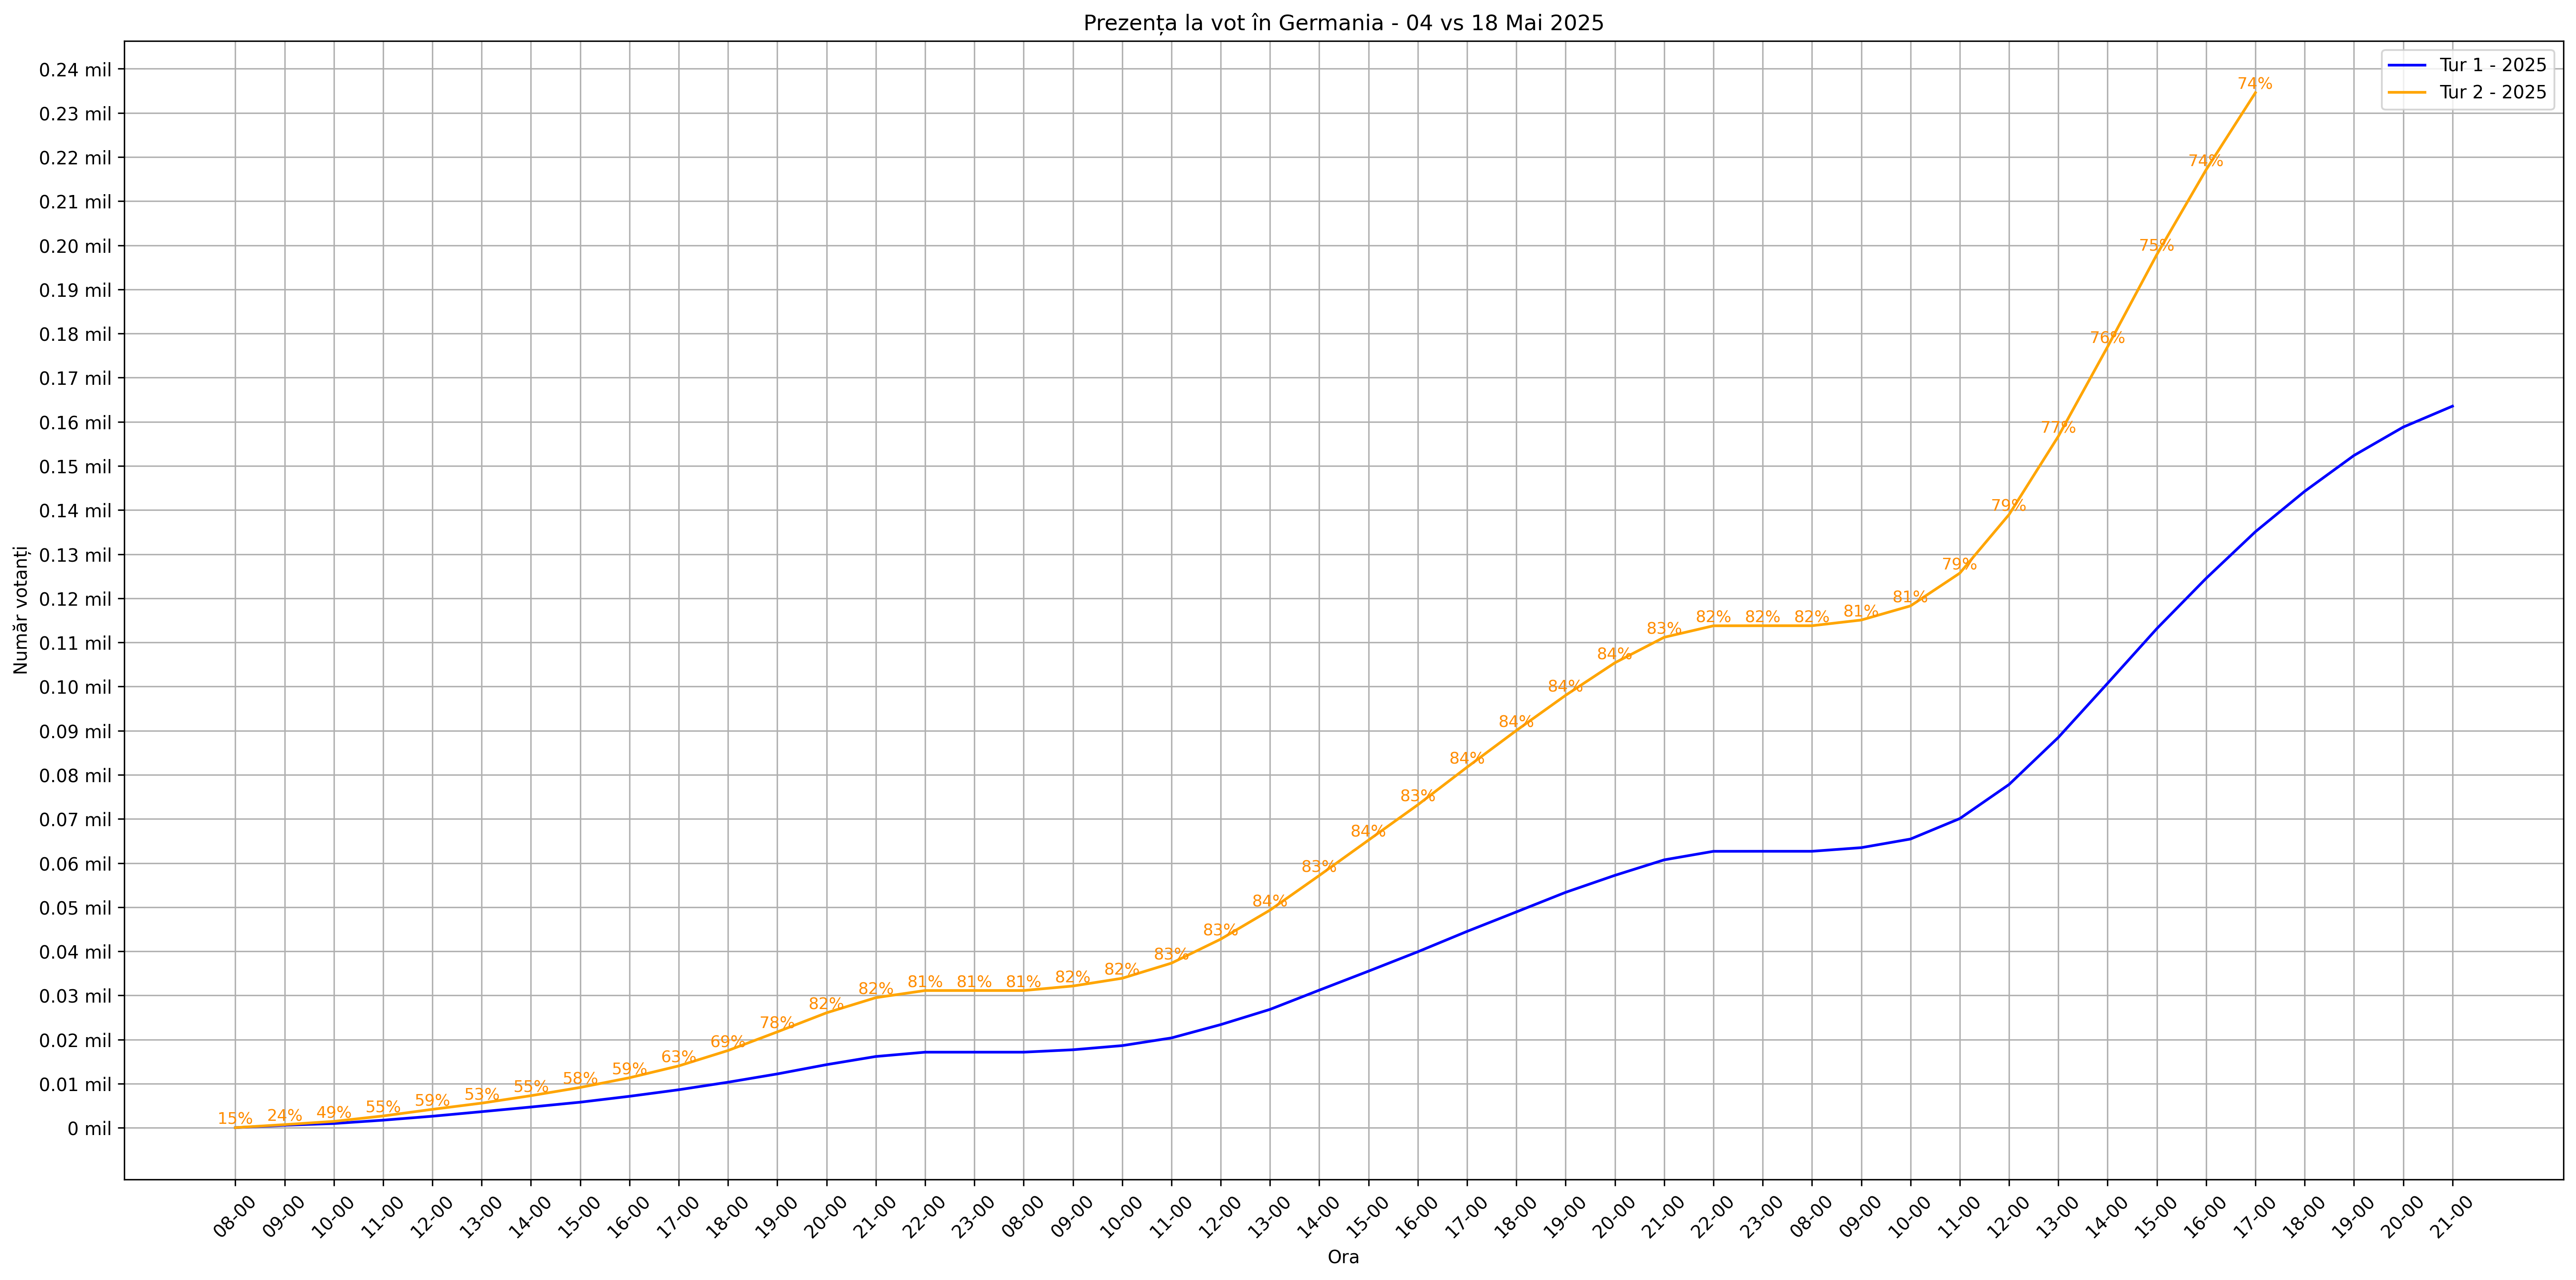 Prezența la vot în Germania - 04 vs 18 Mai 2025
Tur 1 - 2025
Tur 2 - 2025
Număr votanți
0.24 mil
0.23 mil
0.22 mil
0.21 mil
0.20 mil
0.19 mil
0.18 mil
0.17 mil
0.16 mil
0.15 mil
0.14 mil
0.13 mil
0.12 mil
0.11 mil
0.10 mil
0.09 mil
0.08 mil
0.07 mil
0.06 mil
0.05 mil
0.04 mil
0.03 mil
0.02 mil
0.01 mil
0 mil
15% 24% 49% 55% 59% 53% 55% 58% 59% 63% 69% 78% 82% 82% 81% 81% 81% 82% 82% 83% 83% 84% 83% 84% 83% 84% 84% 84% 84% 83% 82% 82% 82% 81% 81% 79% 79% 77% 76% 75% 74% 74%
08-00 09-00 10-00 11-00 12-00 13-00 14-00 15-00 16-00 17-00 18-00 19-00 20-00 21-00 22-00 23-00 08-00 09-00 10-00 11-00 12-00 13-00 14-00 15-00 16-00 17-00 18-00 19-00 20-00 21-00 22-00 23-00 08-00 09-00 10-00 11-00 12-00 13-00 14-00 15-00 16-00 17-00 18-00 19-00 20-00 21-00
Ora